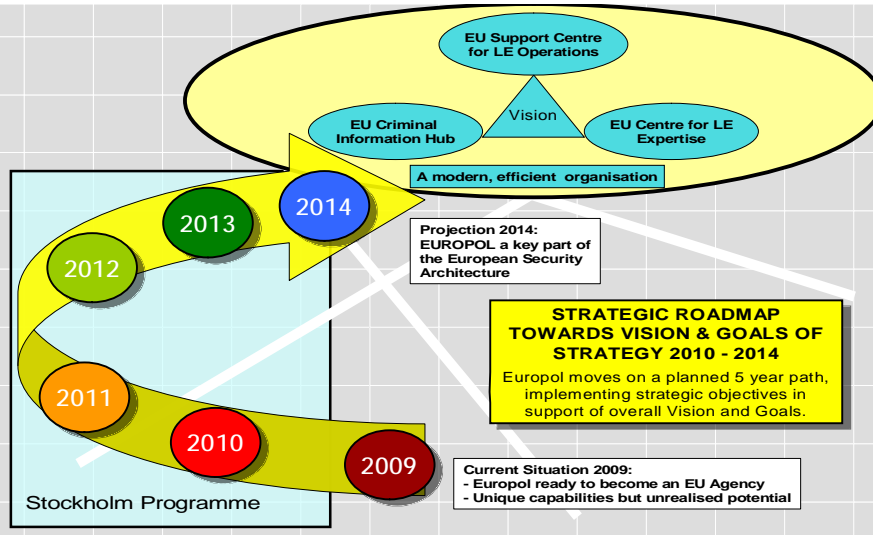 EU Support Centre
for LE Operations
Vision
EU Criminal
Information Hub
EU Centre for LE
Expertise
A modern, efficient organisation
2014
2013
2012
2011
2010
2009
Projection 2014:
EUROPOL a key part of
the European Security
Architecture
STRATEGIC ROADMAP
TOWARDS VISION & GOALS OF
STRATEGY 2010 - 2014
Europol moves on a planned 5 year path,
implementing strategic objectives in
support of overall Vision and Goals.
Current Situation 2009:
- Europol ready to become an EU Agency
- Unique capabilities but unrealised potential
Stockholm Programme